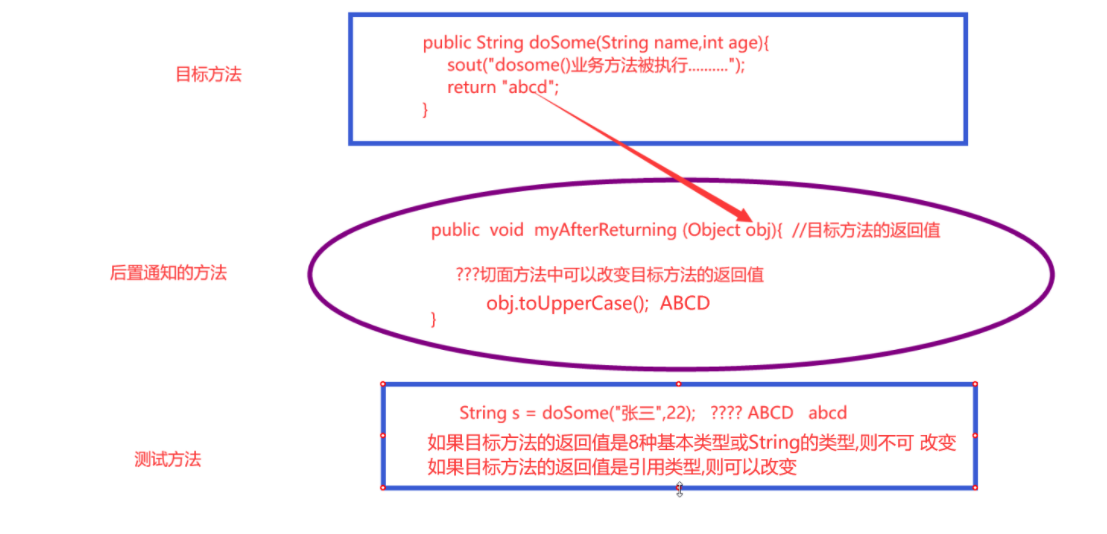 目标方法
public String doSome(String name,int age){
sout("dosome()业务方法被执行..........");
return "abcd";
}
后置通知的方法
public void myAfterReturning (Object obj){ //目标方法的返回值
???切面方法中可以改变目标方法的返回值
obj.toUpperCase(); ABCD
}
测试方法
String s = doSome("张三",22); ???? ABCD abcd
如果目标方法的返回值是8种基本类型或String的类型,则不可 改变
如果目标方法的返回值是引用类型,则可以改变